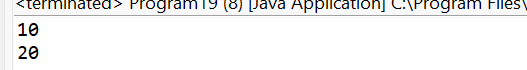 <terminated> Program19 (8) [Java Application] C:\Program Files\
10
20